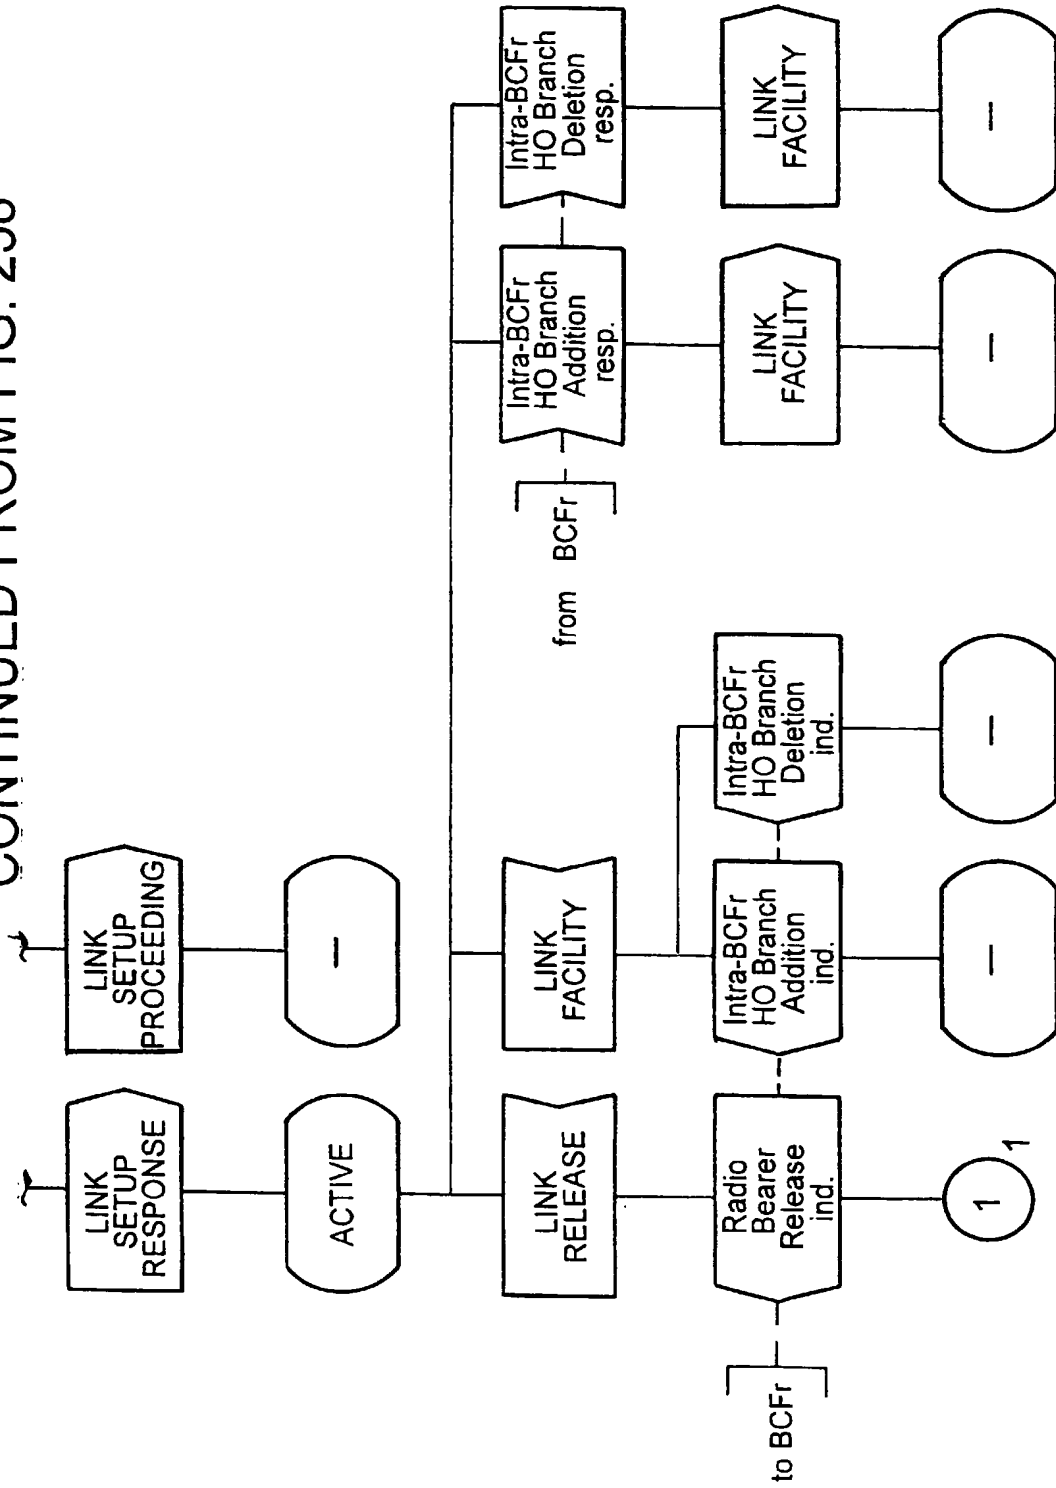 CONTINUED FROM FIG. 258
LINK
SETUP
RESPONSE
LINK
SETUP
PROCEEDING
ACTIVE
–
LINK
RELEASE
LINK
FACILITY
from BCFr
Intra-BCFr
HO Branch
Addition
resp.
Intra-BCFr
HO Branch
Deletion
resp.
to BCFr
Radio
Bearer
Release
ind.
Intra-BCFr
HO Branch
Addition
ind.
Intra-BCFr
HO Branch
Deletion
ind.
LINK
FACILITY
LINK
FACILITY
1
1
–
–
–
–